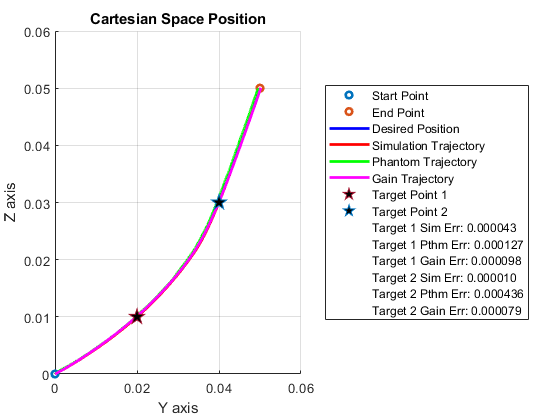 Cartesian Space Position
0.06
0.05
0.04
0.03
0.02
0.01
0
Z axis
0 0.02 0.04 0.06
Y axis
Start Point
End Point
Desired Position
Simulation Trajectory
Phantom Trajectory
Gain Trajectory
Target Point 1
Target Point 2
Target 1 Sim Err: 0.000043
Target 1 Pthm Err: 0.000127
Target 1 Gain Err: 0.000098
Target 2 Sim Err: 0.000010
Target 2 Pthm Err: 0.000436
Target 2 Gain Err: 0.000079